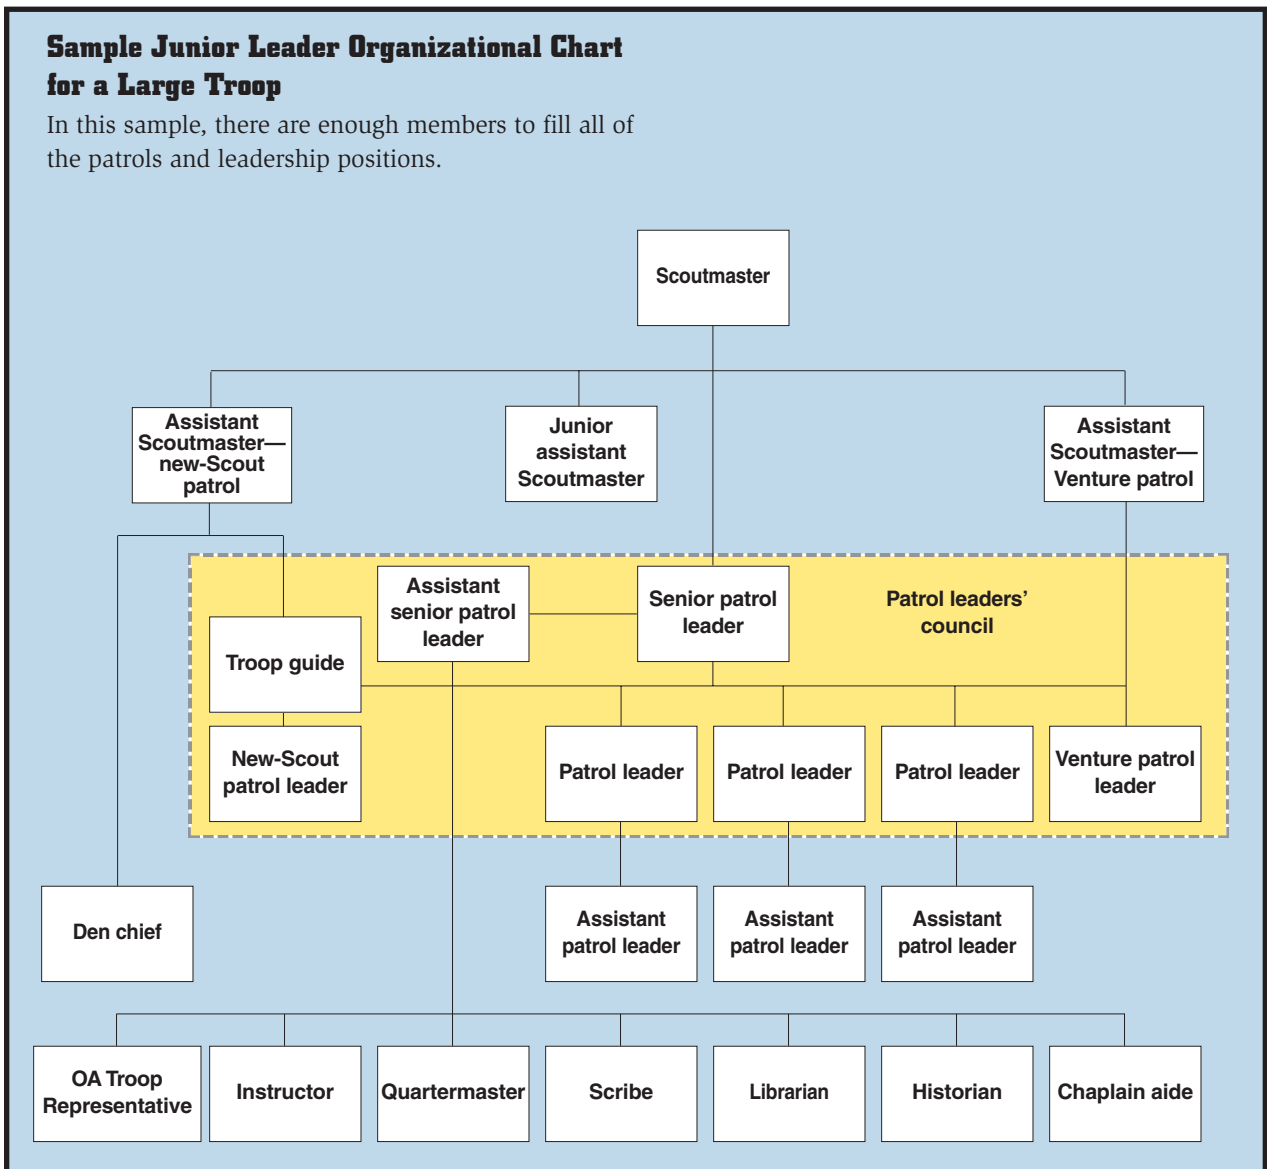 Sample Junior Leader Organizational Chart
for a Large Troop
In this sample, there are enough members to fill all of
the patrols and leadership positions.
Scoutmaster
Assistant
Scoutmaster—
new-Scout
patrol
Junior
assistant
Scoutmaster
Assistant
Scoutmaster—
Venture patrol
Assistant
senior patrol
leader
Senior patrol
leader
Patrol leaders’
council
Troop guide
New-Scout
patrol leader
Patrol leader
Patrol leader
Patrol leader
Venture patrol
leader
Den chief
Assistant
patrol leader
Assistant
patrol leader
Assistant
patrol leader
OA Troop
Representative
Instructor
Quartermaster
Scribe
Librarian
Historian
Chaplain aide